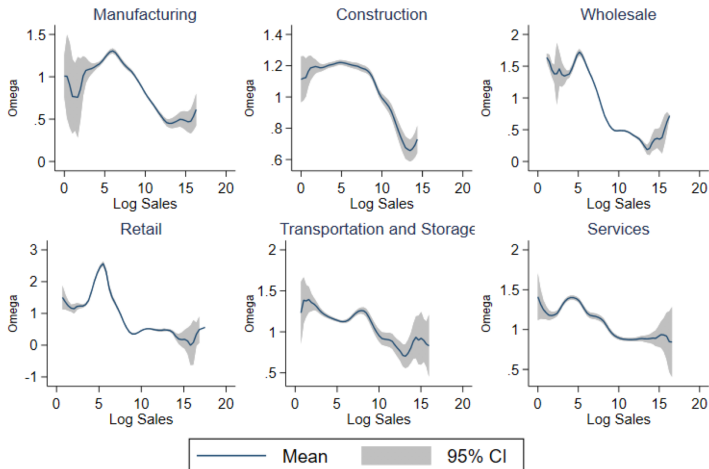 Manufacturing
Construction
Wholesale
1.5
1
.5
0
Omega
0 5 10 15 20
Log Sales
1.4
1.2
1
.8
.6
Omega
0 5 10 15 20
Log Sales
2
1.5
1
.5
0
Omega
0 5 10 15 20
Log Sales
Retail
Transportation and Storage
Services
3
2
1
0
-1
Omega
0 5 10 15 20
Log Sales
2
1.5
1
.5
Omega
0 5 10 15 20
Log Sales
2
1.5
1
.5
Omega
0 5 10 15 20
Log Sales
Mean 95% CI